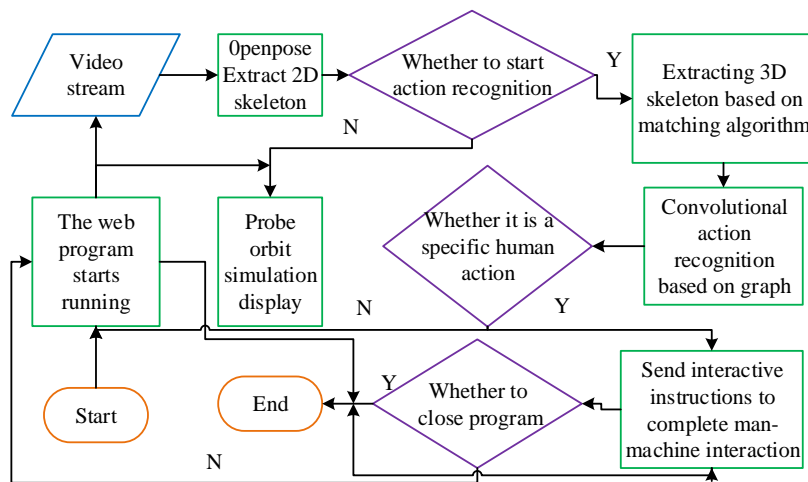 Video
stream
0penpose
Extract 2D
skeleton
Whether to start
action recognition
Y
Extracting 3D
skeleton based on
matching algorithm
N
The web
program
starts
running
Probe
orbit
simulation
display
Whether it is a
specific human
action
Convolutional
action
recognition
based on graph
N
Y
Start
End
Y
Whether to
close program
Send interactive
instructions to
complete man-
machine interaction
N